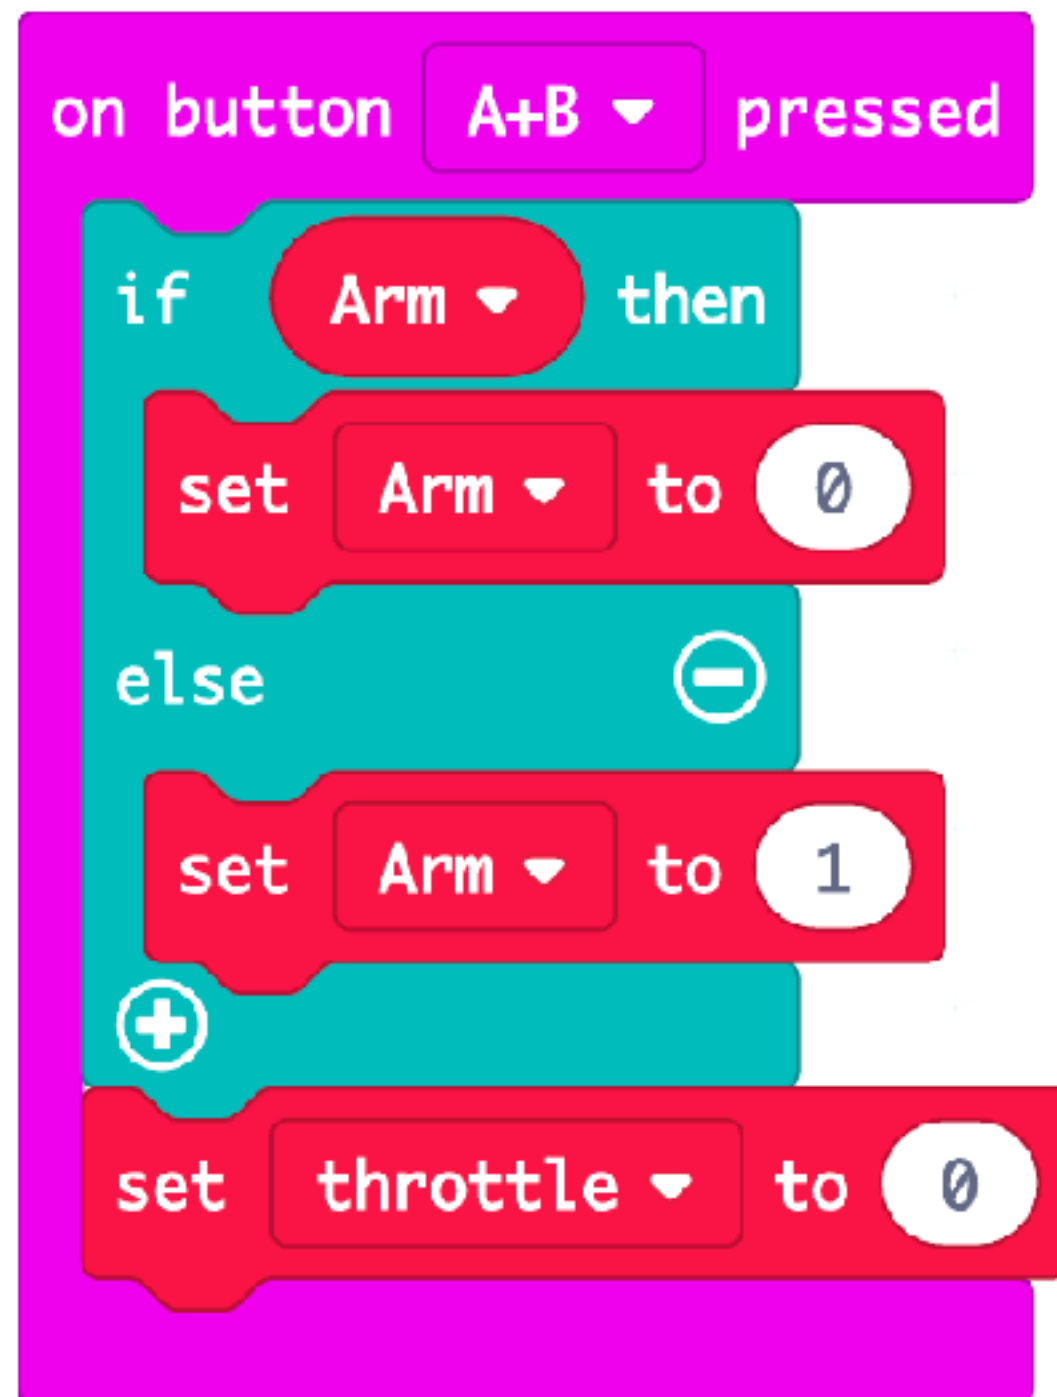 on button A+B pressed
if Arm then
set Arm to 0
else
set Arm to 1
set throttle to 0